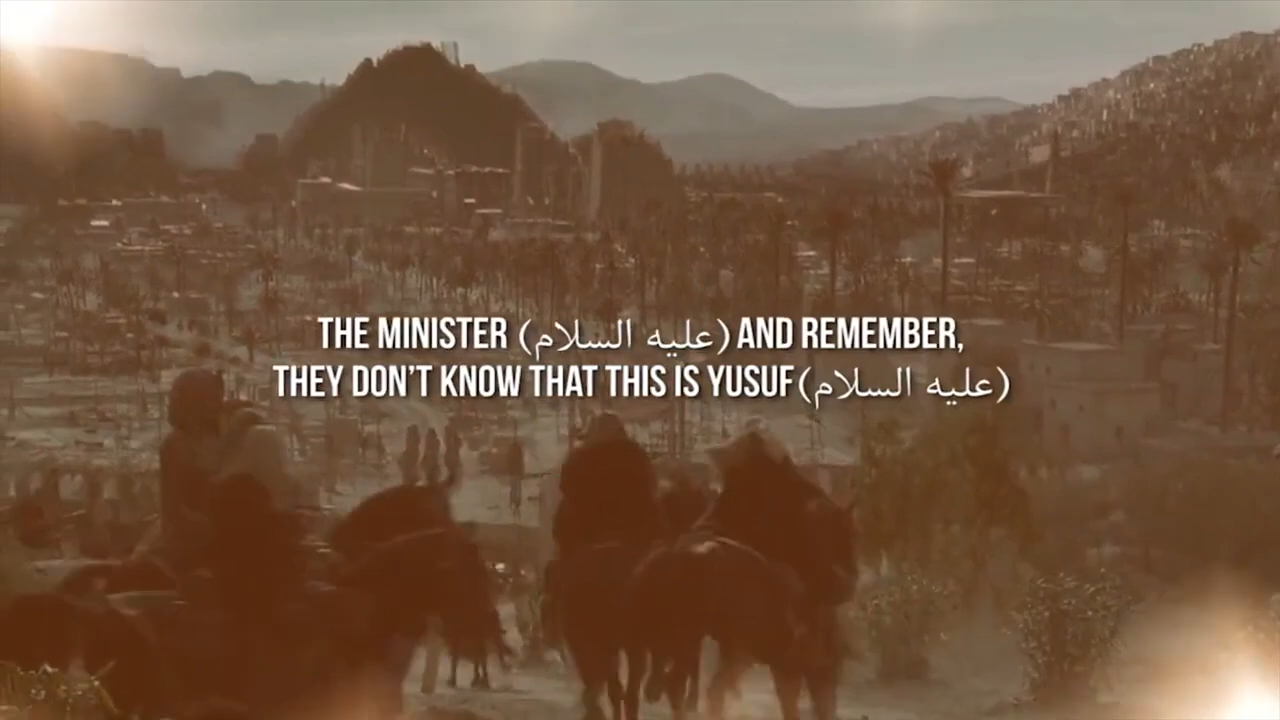 THE MINISTER (عليه السلام) AND REMEMBER,
THEY DON'T KNOW THAT THIS IS YUSUF(عليه السلام)